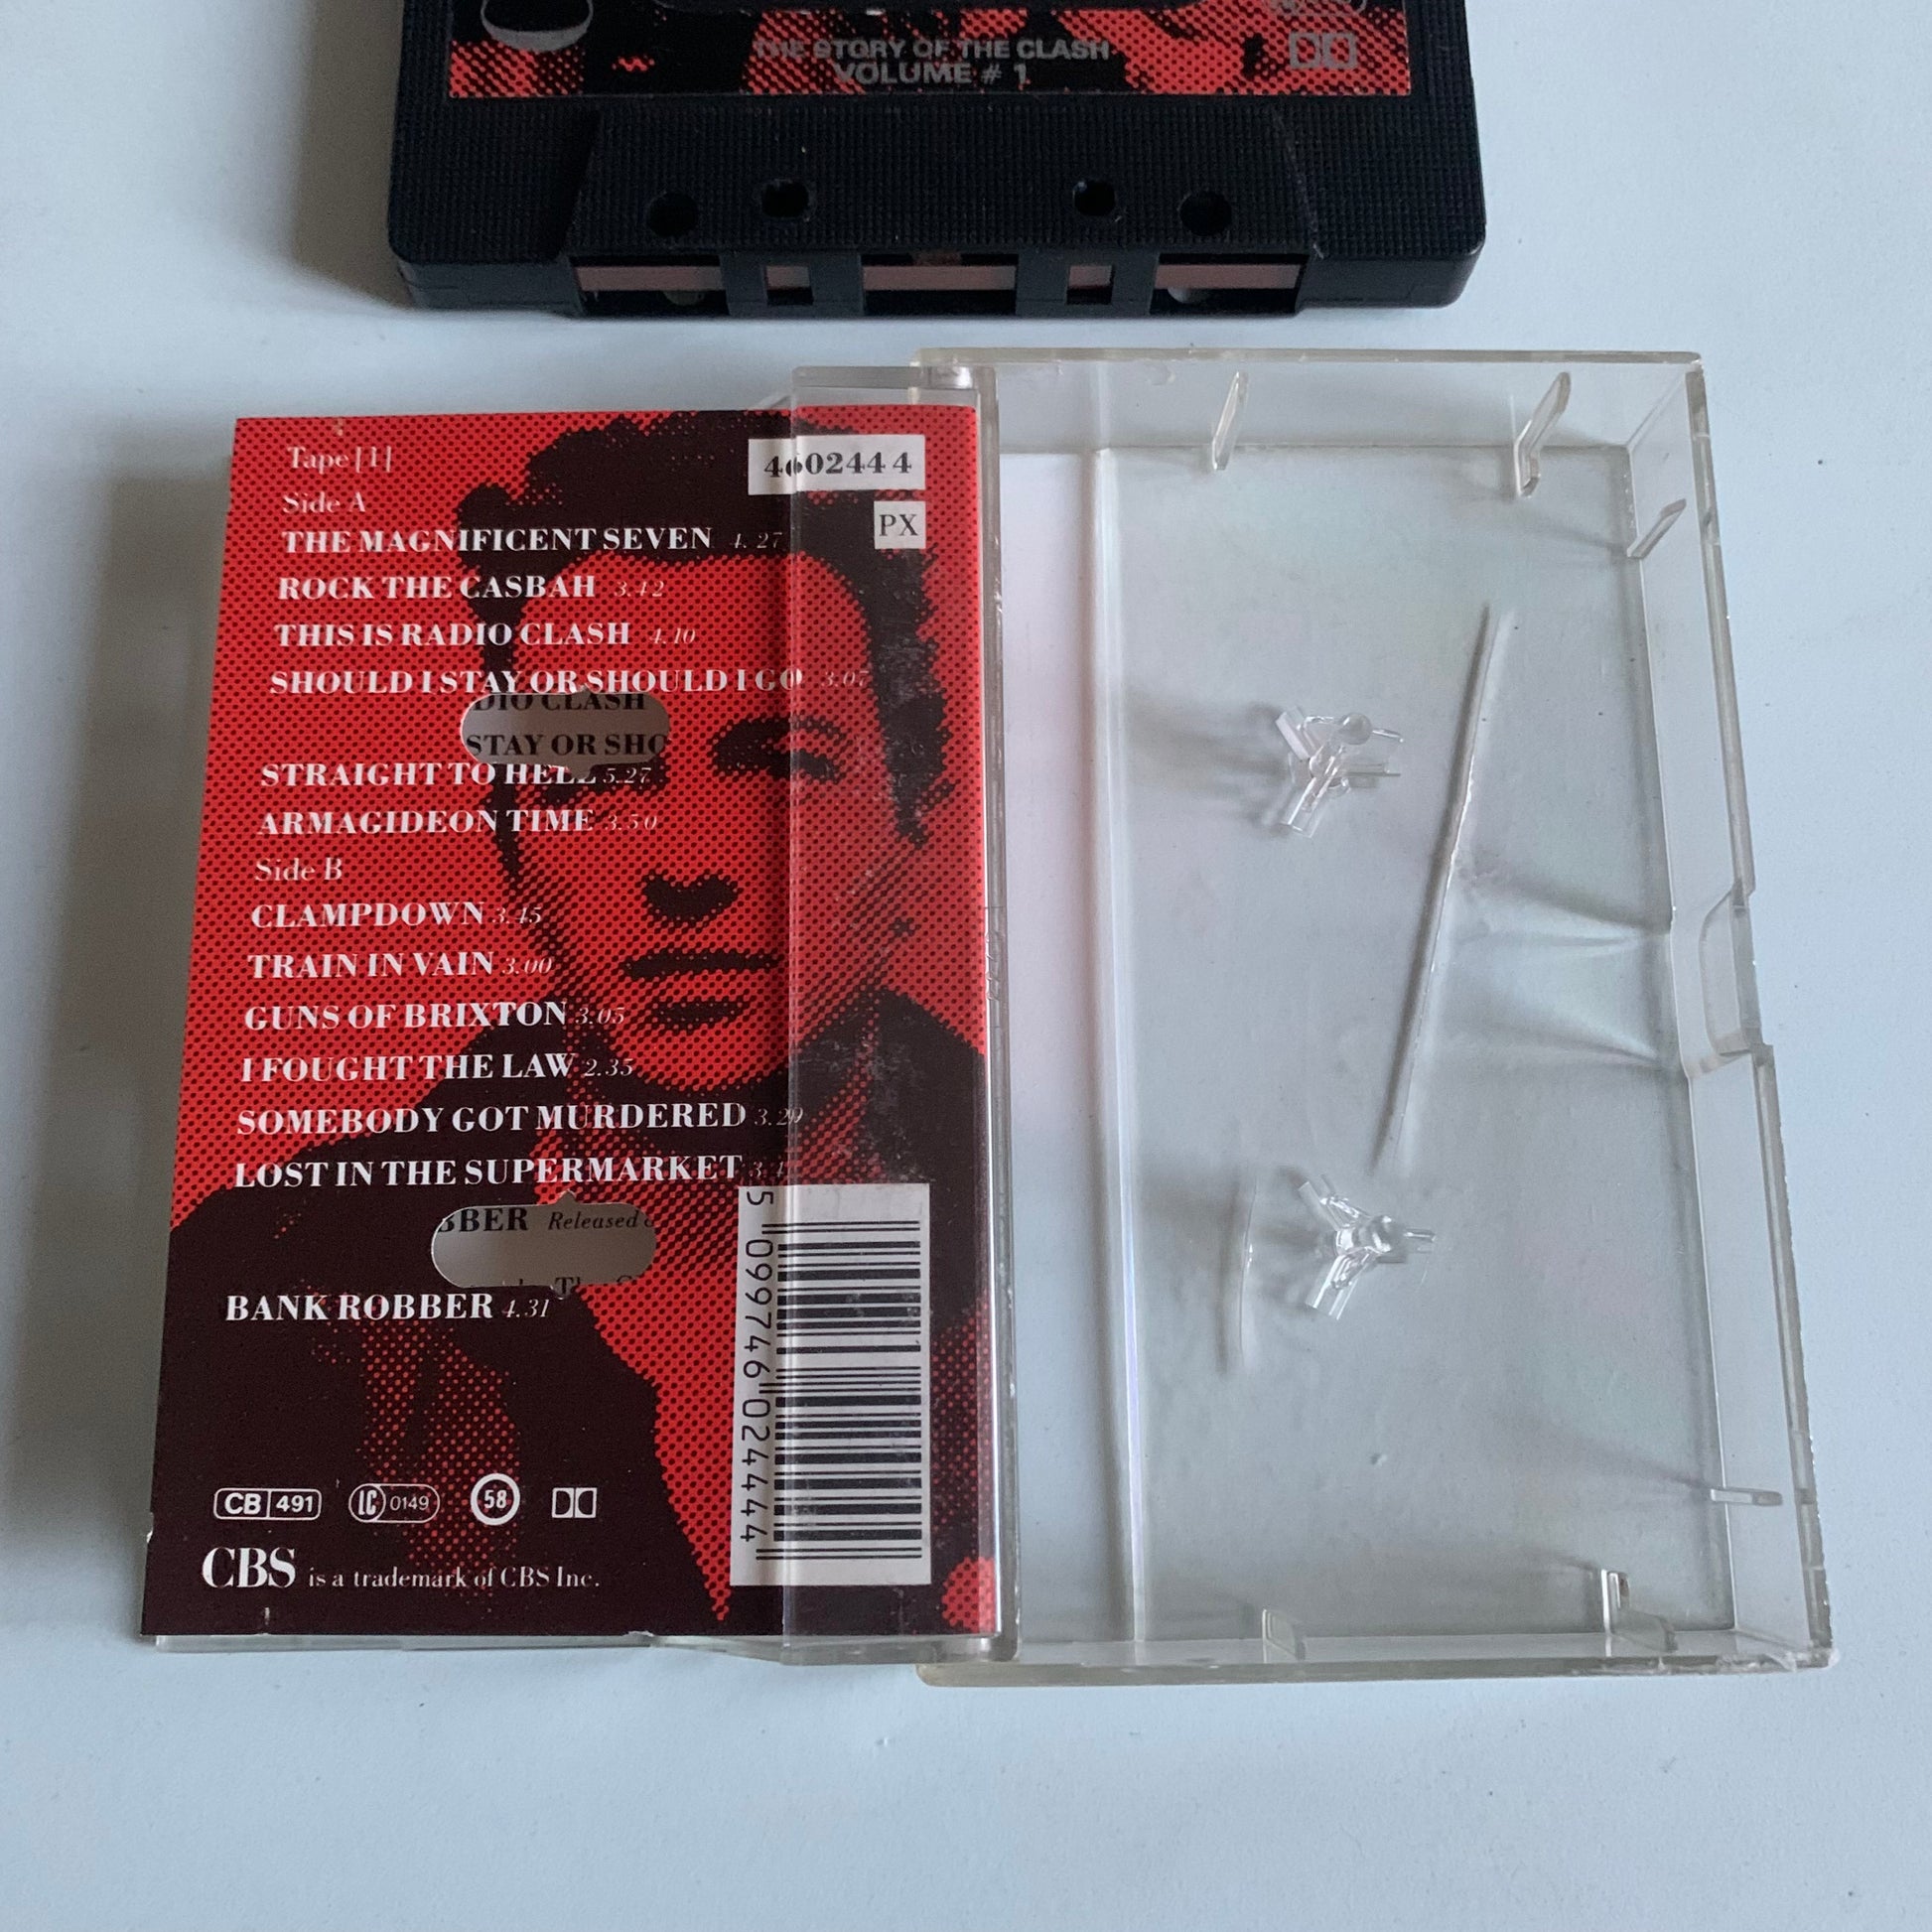 THE STORY OF THE CLASH
VOLUME # 1
Tape [1]
4602444
Side A
PX
THE MAGNIFICENT SEVEN 4.27
ROCK THE CASBAH 3.42
THIS IS RADIO CLASH 4.10
SHOULD I STAY OR SHOULD I GO 3.07
DIO CLASH
STAY OR SHO
STRAIGHT TO HELL 5.27
ARMAGIDEON TIME 3.50
Side B
CLAMPDOWN 3.45
TRAIN IN VAIN 3.00
GUNS OF BRIXTON 3.05
I FOUGHT THE LAW 2.35
SOMEBODY GOT MURDERED 3.29
LOST IN THE SUPERMARKET
BBER Released
BANK ROBBER 4.31
5 099746 024444
CB 491
LC 0149
58
CBS is a trademark of CBS Inc.